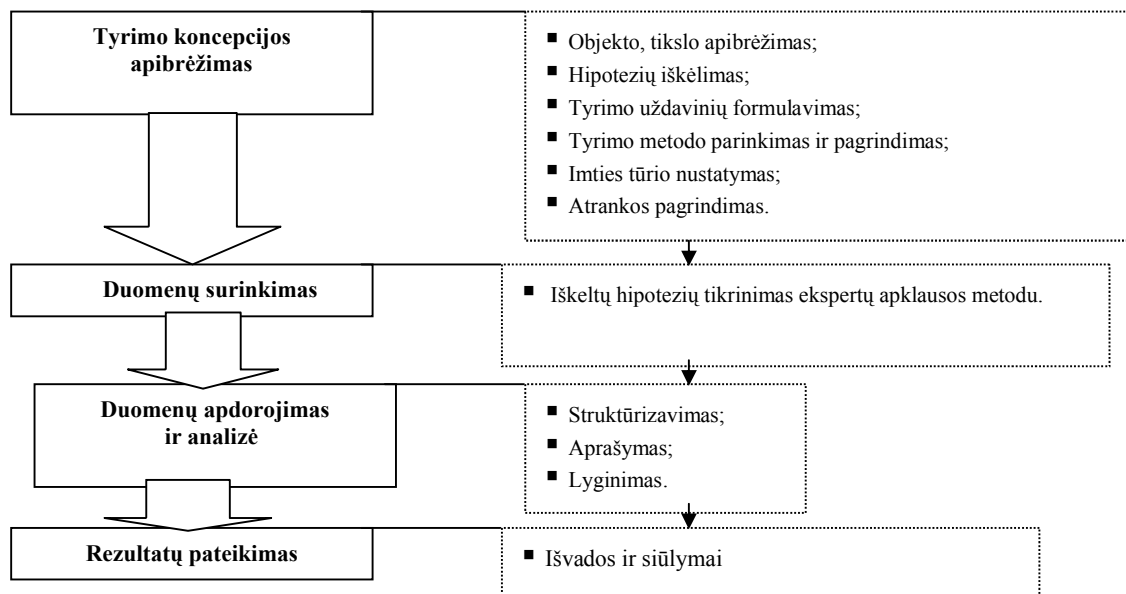 Tyrimo koncepcijos
apibrėžimas
▪ Objekto, tikslo apibrėžimas;
▪ Hipotezių iškėlimas;
▪ Tyrimo uždavinių formulavimas;
▪ Tyrimo metodo parinkimas ir pagrindimas;
▪ Imties tūrio nustatymas;
▪ Atrankos pagrindimas.
Duomenų surinkimas
▪ Iškeltų hipotezių tikrinimas ekspertų apklausos metodu.
Duomenų apdorojimas
ir analizė
▪ Struktūrizavimas;
▪ Aprašymas;
▪ Lyginimas.
Rezultatų pateikimas
▪ Išvados ir siūlymai